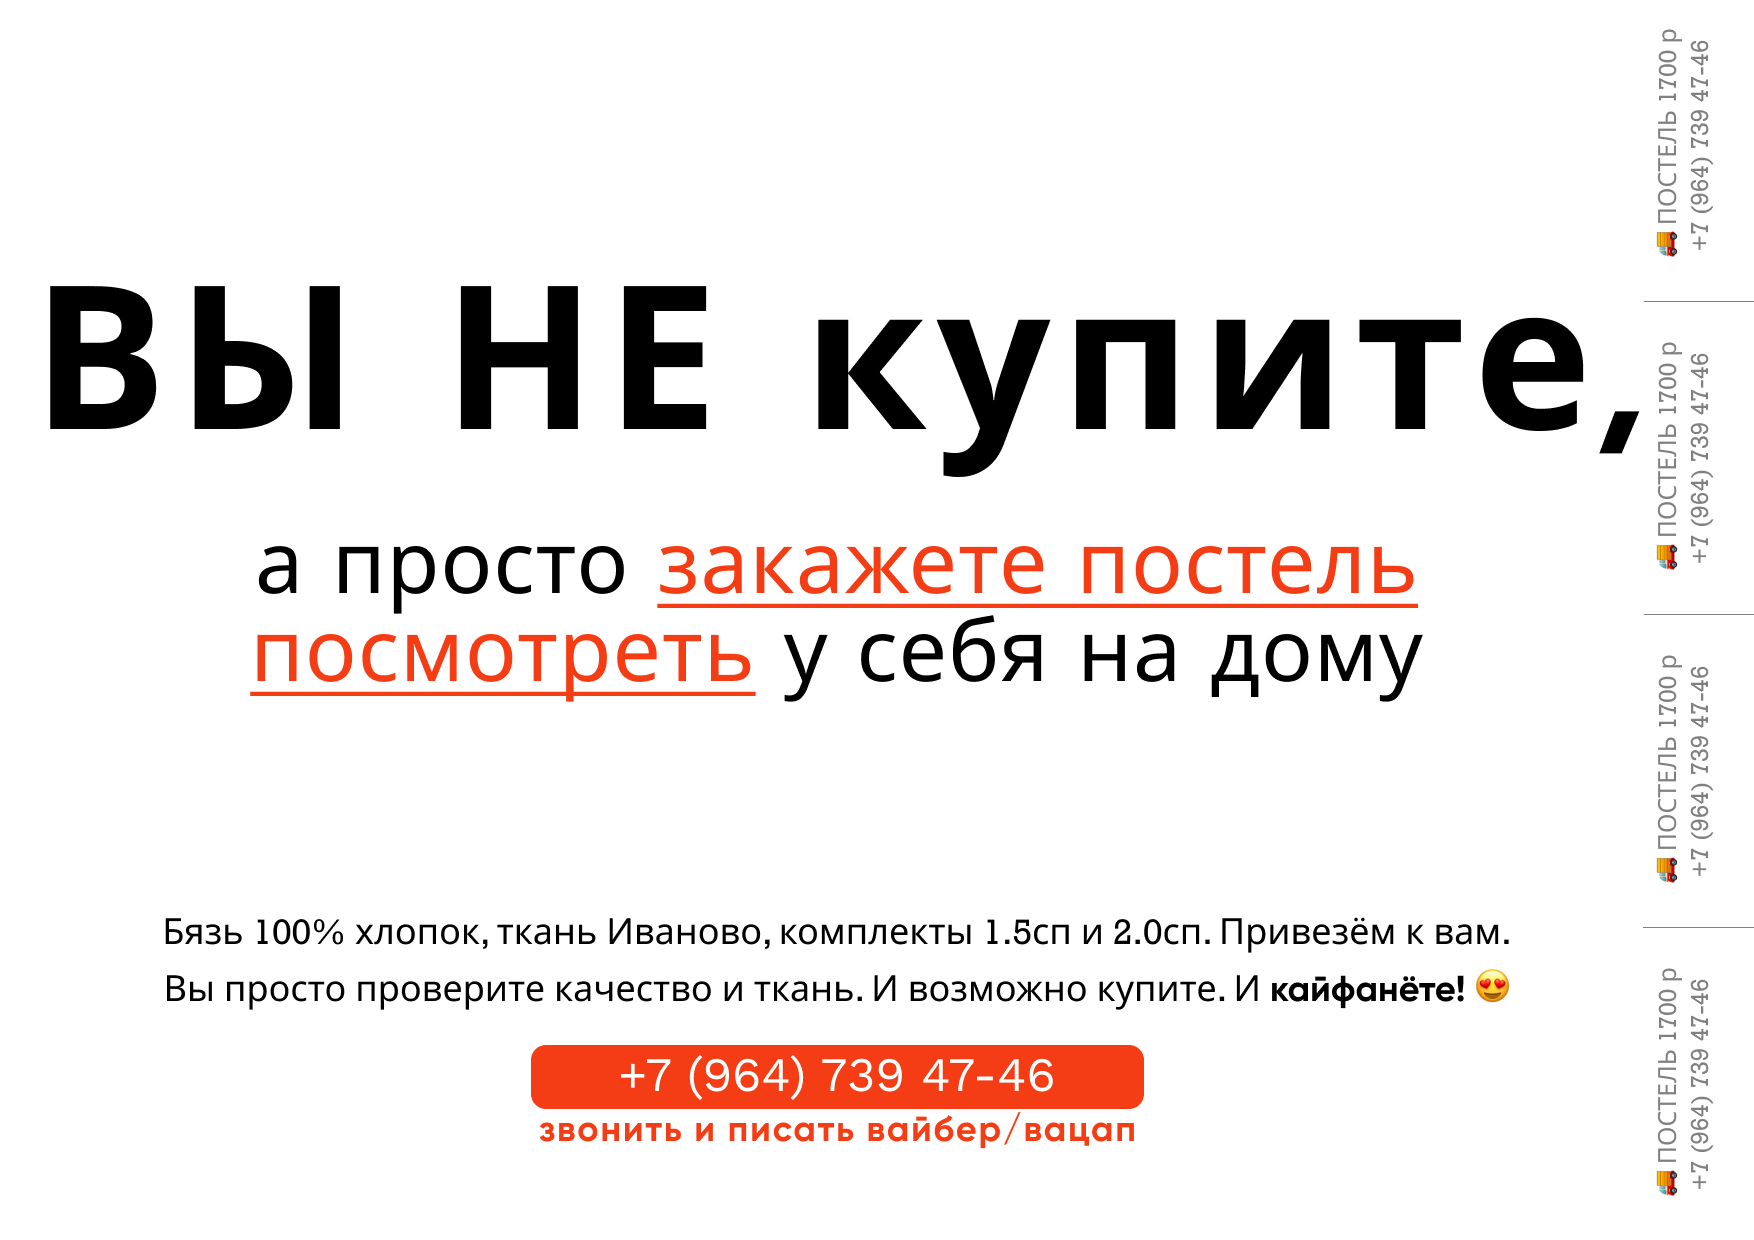 ВЫ НЕ купите,
а просто закажете постель
посмотреть у себя на дому
Бязь 100% хлопок, ткань Иваново, комплекты 1.5сп и 2.0сп. Привезём к вам.
Вы просто проверите качество и ткань. И возможно купите. И кайфанёте! 😍
+7 (964) 739 47-46
звонить и писать вайбер/вацап
🚚 ПОСТЕЛЬ 1700 р
+7 (964) 739 47-46
🚚 ПОСТЕЛЬ 1700 р
+7 (964) 739 47-46
🚚 ПОСТЕЛЬ 1700 р
+7 (964) 739 47-46
🚚 ПОСТЕЛЬ 1700 р
+7 (964) 739 47-46